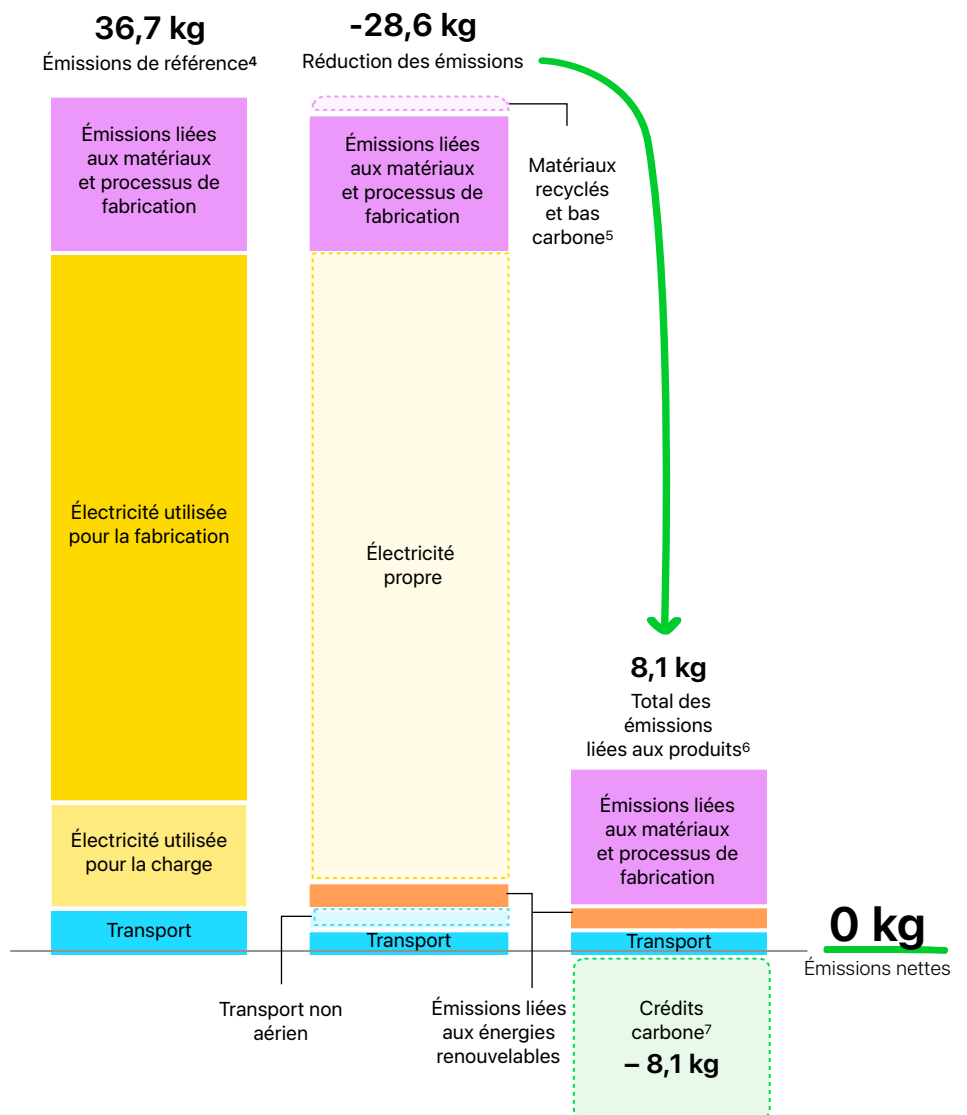 36,7 kg
Émissions de référence⁴
-28,6 kg
Réduction des émissions
Émissions liées
aux matériaux
et processus de
fabrication
Émissions liées
aux matériaux
et processus de
fabrication
Matériaux
recyclés
et bas
carbone⁵
Électricité utilisée
pour la fabrication
Électricité
propre
8,1 kg
Total des
émissions
liées aux produits⁶
Émissions liées
aux matériaux
et processus de
fabrication
Électricité utilisée
pour la charge
Transport
Transport
Transport
0 kg
Émissions nettes
Transport non
aérien
Émissions liées
aux énergies
renouvelables
Crédits
carbone⁷
– 8,1 kg